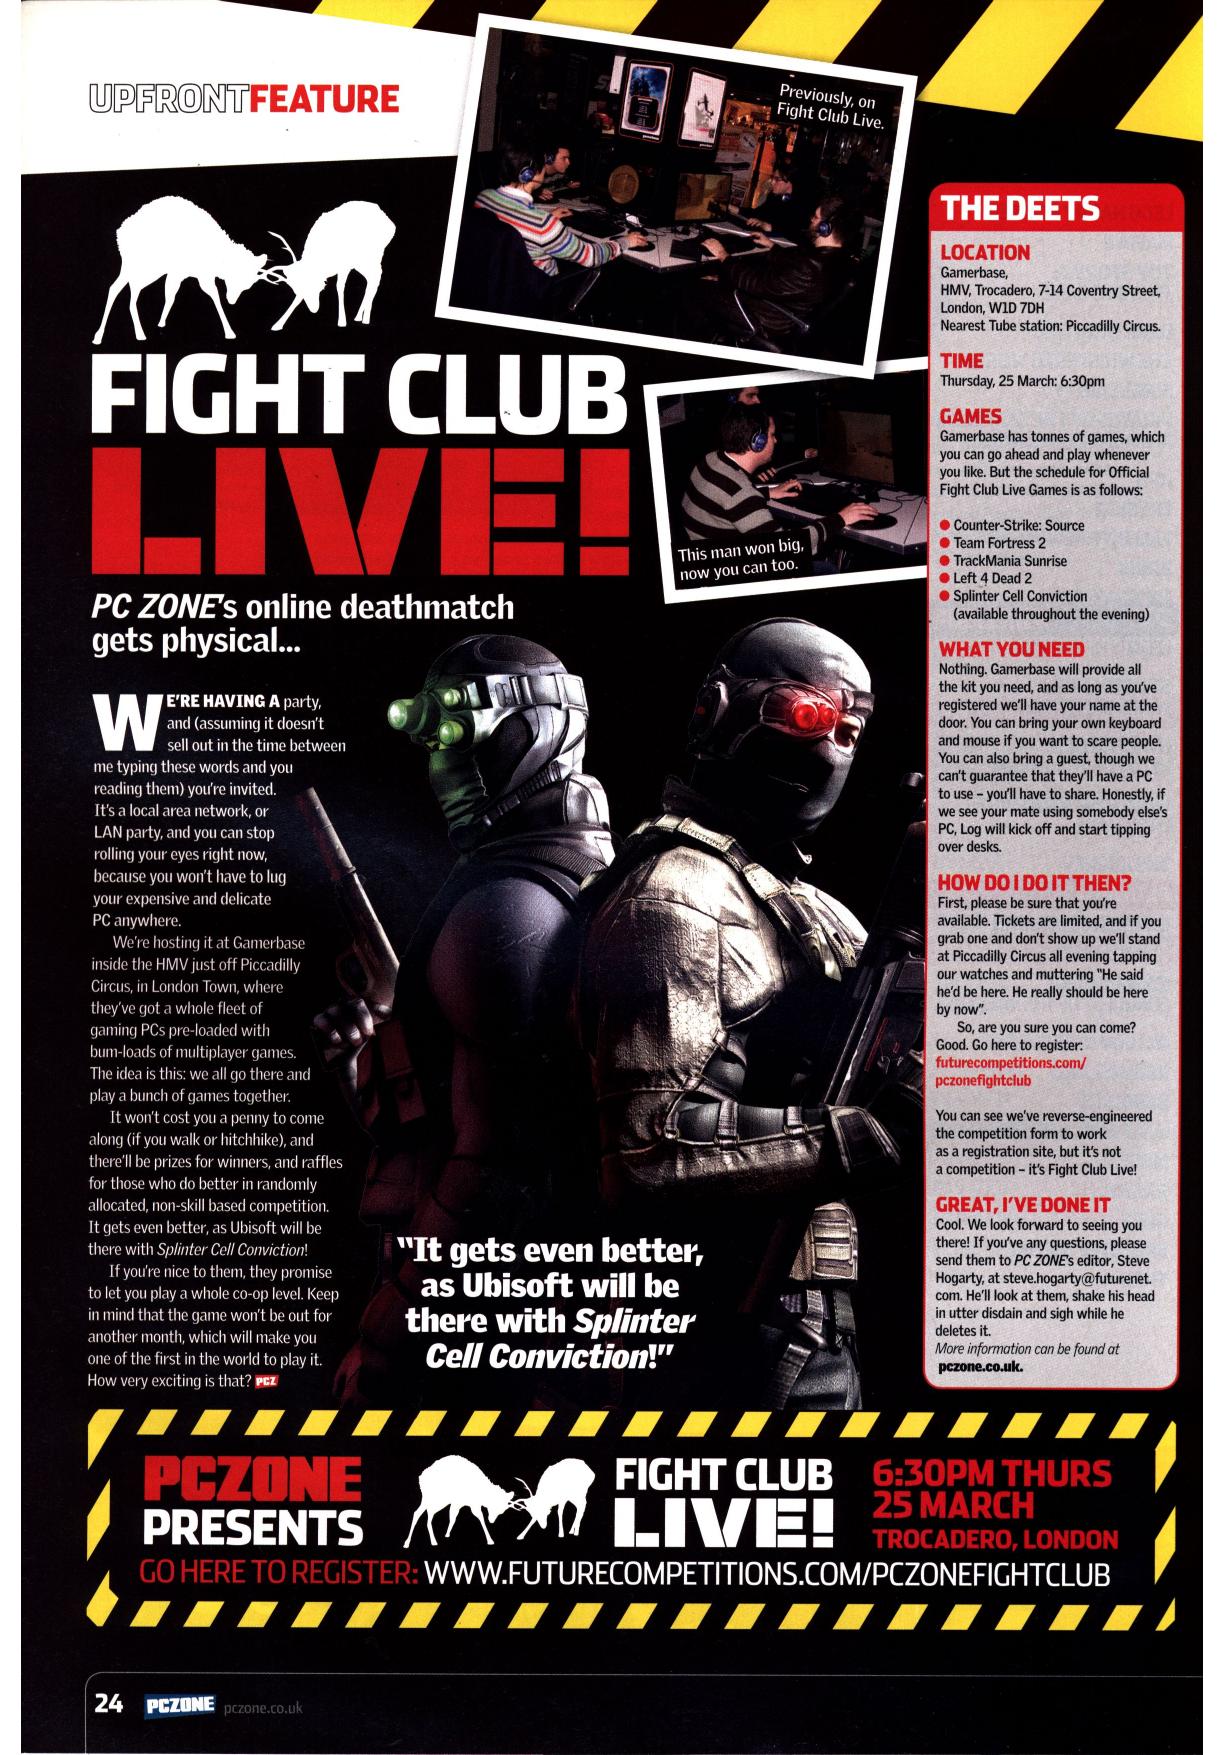 UPFRONTFEATURE
Previously, on
Fight Club Live.
FIGHT CLUB
LIVE!
This man won big,
now you can too.
PC ZONE's online deathmatch
gets physical...
WE'RE HAVING A party,
and (assuming it doesn't
sell out in the time between
me typing these words and you
reading them) you're invited.
It's a local area network, or
LAN party, and you can stop
rolling your eyes right now,
because you won't have to lug
your expensive and delicate
PC anywhere.
We're hosting it at Gamerbase
inside the HMV just off Piccadilly
Circus, in London Town, where
they've got a whole fleet of
gaming PCs pre-loaded with
bum-loads of multiplayer games.
The idea is this: we all go there and
play a bunch of games together.
It won't cost you a penny to come
along (if you walk or hitchhike), and
there'll be prizes for winners, and raffles
for those who do better in randomly
allocated, non-skill based competition.
It gets even better, as Ubisoft will be
there with Splinter Cell Conviction!
If you're nice to them, they promise
to let you play a whole co-op level. Keep
in mind that the game won't be out for
another month, which will make you
one of the first in the world to play it.
How very exciting is that? PCZ
"It gets even better,
as Ubisoft will be
there with Splinter
Cell Conviction!"
THE DEETS
LOCATION
Gamerbase,
HMV, Trocadero, 7-14 Coventry Street,
London, W1D 7DH
Nearest Tube station: Piccadilly Circus.
TIME
Thursday, 25 March: 6:30pm
GAMES
Gamerbase has tonnes of games, which
you can go ahead and play whenever
you like. But the schedule for Official
Fight Club Live Games is as follows:
● Counter-Strike: Source
● Team Fortress 2
● TrackMania Sunrise
● Left 4 Dead 2
● Splinter Cell Conviction
(available throughout the evening)
WHAT YOU NEED
Nothing. Gamerbase will provide all
the kit you need, and as long as you've
registered we'll have your name at the
door. You can bring your own keyboard
and mouse if you want to scare people.
You can also bring a guest, though we
can't guarantee that they'll have a PC
to use – you'll have to share. Honestly, if
we see your mate using somebody else's
PC, Log will kick off and start tipping
over desks.
HOW DO I DO IT THEN?
First, please be sure that you're
available. Tickets are limited, and if you
grab one and don't show up we'll stand
at Piccadilly Circus all evening tapping
our watches and muttering "He said
he'd be here. He really should be here
by now".
So, are you sure you can come?
Good. Go here to register:
futurecompetitions.com/
pczonefightclub
You can see we've reverse-engineered
the competition form to work
as a registration site, but it's not
a competition – it's Fight Club Live!
GREAT, I'VE DONE IT
Cool. We look forward to seeing you
there! If you've any questions, please
send them to PC ZONE's editor, Steve
Hogarty, at steve.hogarty@futurenet.
com. He'll look at them, shake his head
in utter disdain and sigh while he
deletes it.
More information can be found at
pczone.co.uk.
PCZONE
PRESENTS
FIGHT CLUB
LIVE!
6:30PM THURS
25 MARCH
TROCADERO, LONDON
GO HERE TO REGISTER: WWW.FUTURECOMPETITIONS.COM/PCZONEFIGHTCLUB
24 PCZONE pczone.co.uk